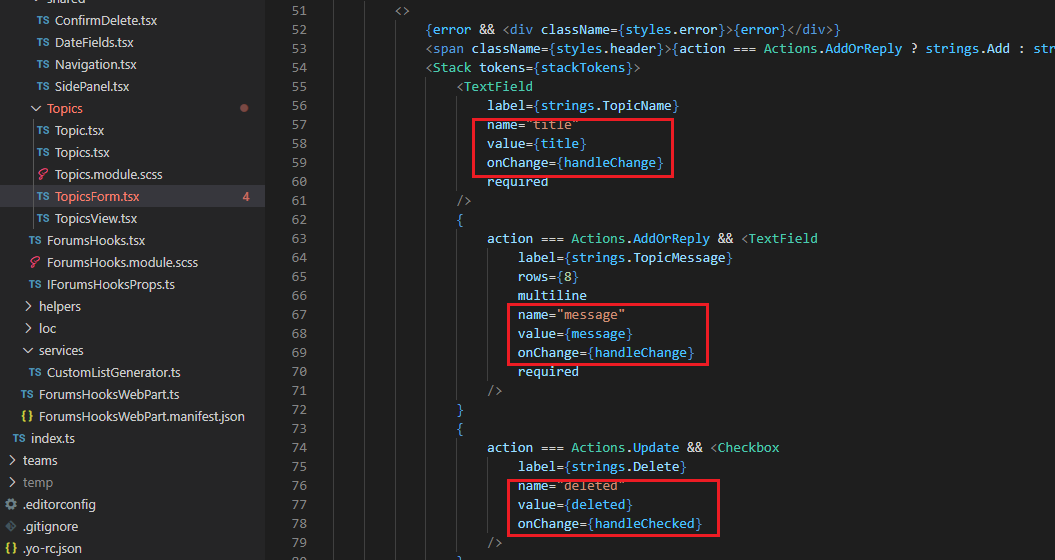 shared
TS ConfirmDelete.tsx
TS DateFields.tsx
TS Navigation.tsx
TS SidePanel.tsx
Topics
TS Topic.tsx
TS Topics.tsx
Topics.module.scss
TS TopicsForm.tsx 4
TS TopicsView.tsx
TS ForumsHooks.tsx
ForumsHooks.module.scss
TS IForumsHooksProps.ts
helpers
loc
services
TS CustomListGenerator.ts
TS ForumsHooksWebPart.ts
{} ForumsHooksWebPart.manifest.json
TS index.ts
teams
temp
.editorconfig
.gitignore
{} .yo-rc.json
51 <>
52 {error && <div className={styles.error}>{error}</div>}
53 <span className={styles.header}>{action === Actions.AddOrReply ? strings.Add : str
54 <Stack tokens={stackTokens}>
55 <TextField
56 label={strings.TopicName}
57 name="title"
58 value={title}
59 onChange={handleChange}
60 required
61 />
62 {
63 action === Actions.AddOrReply && <TextField
64 label={strings.TopicMessage}
65 rows={8}
66 multiline
67 name="message"
68 value={message}
69 onChange={handleChange}
70 required
71 />
72 }
73 {
74 action === Actions.Update && <Checkbox
75 label={strings.Delete}
76 name="deleted"
77 value={deleted}
78 onChange={handleChecked}
79 />
80 }